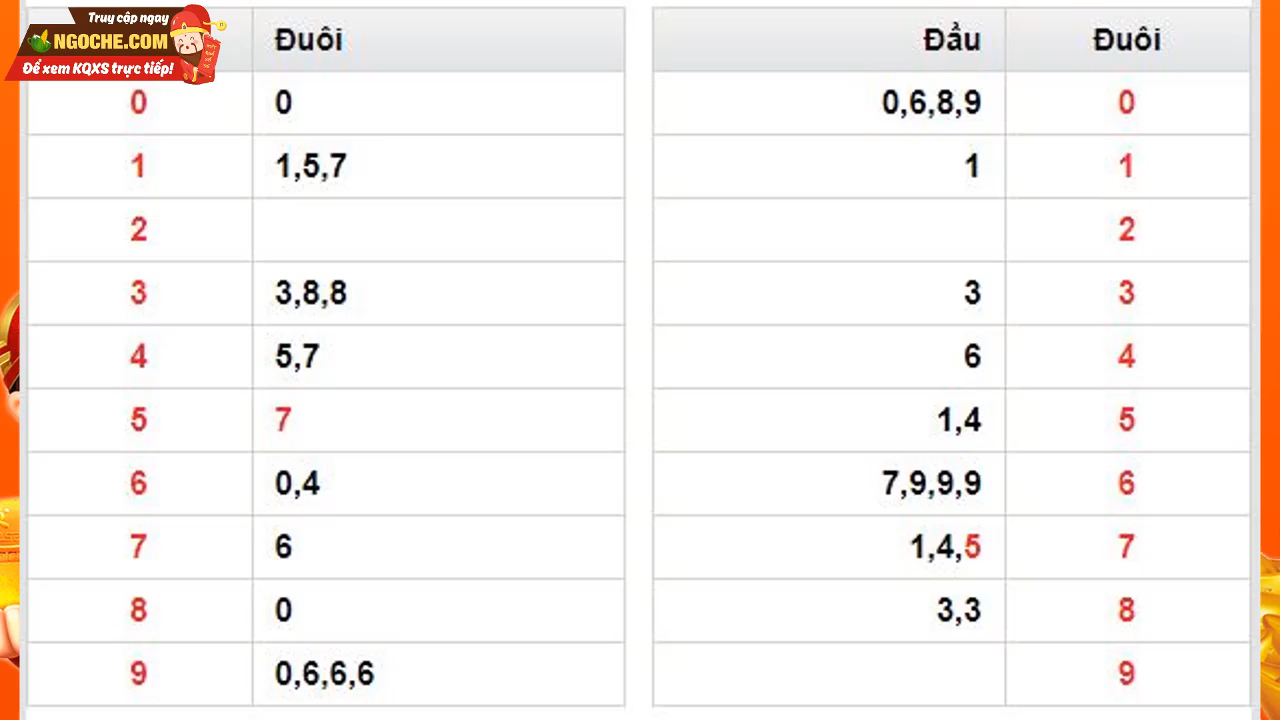 Truy cập ngay
NGOCHE.COM
Để xem KQXS trực tiếp!
Đuôi Đẩu Đuôi
0 0 0,6,8,9 0
1 1,5,7 1 1
2 2
3 3,8,8 3 3
4 5,7 6 4
5 7 1,4 5
6 0,4 7,9,9,9 6
7 6 1,4,5 7
8 0 3,3 8
9 0,6,6,6 9